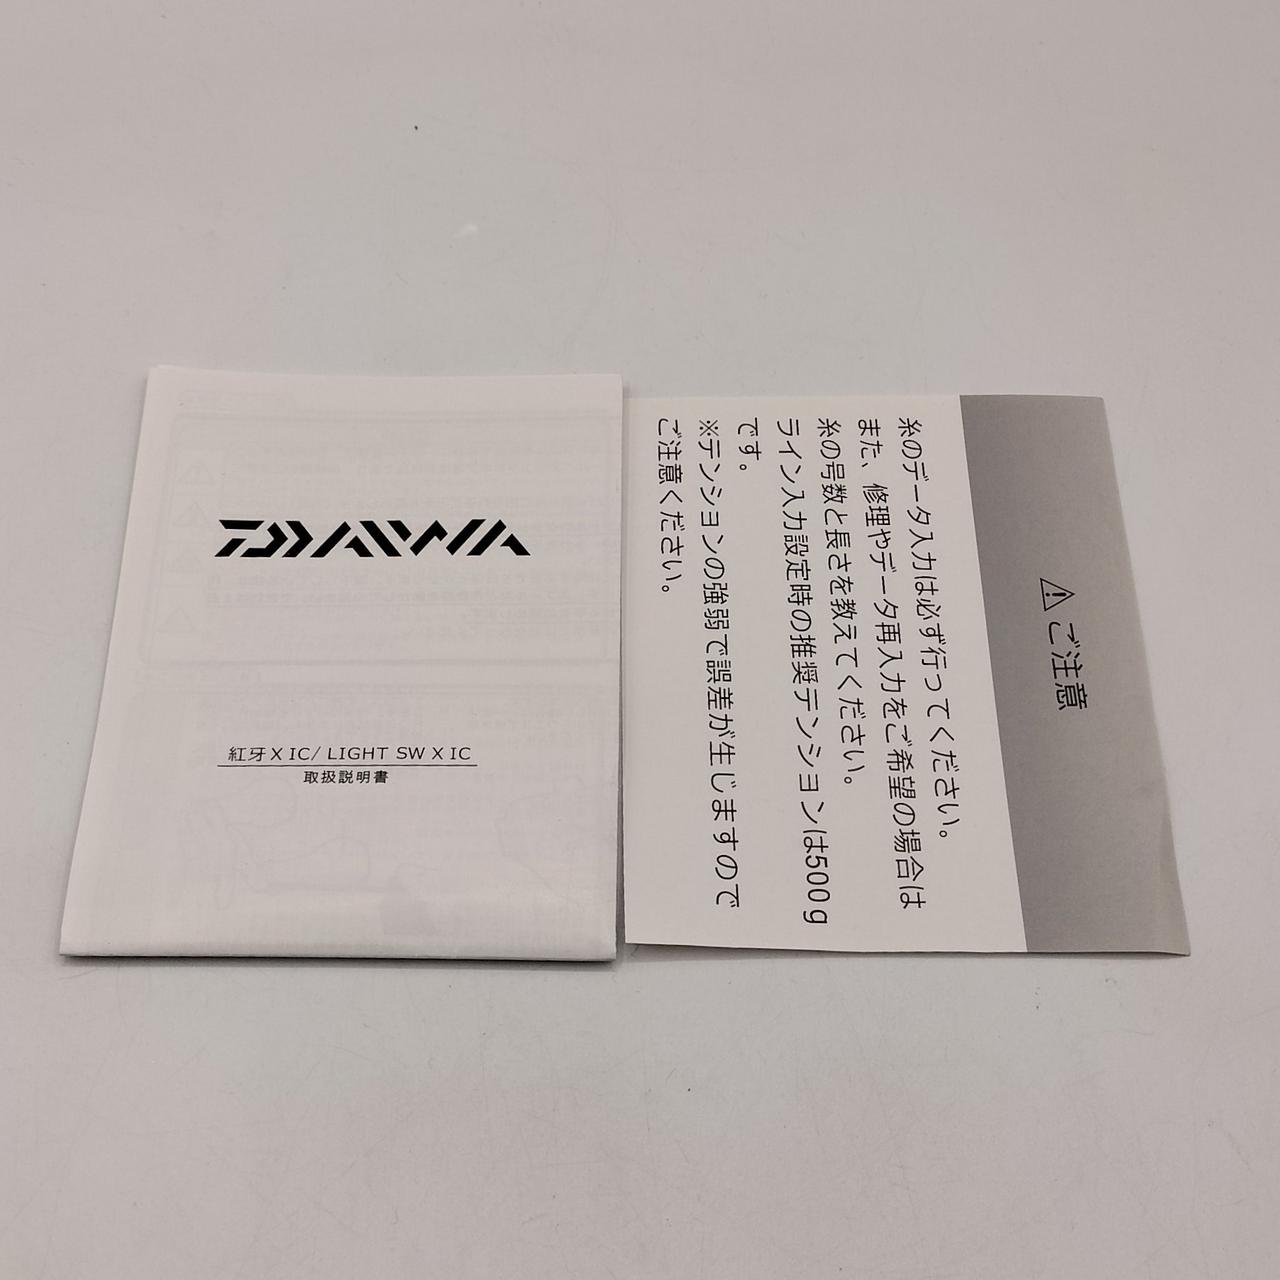 DAIWA
紅牙 X IC/ LIGHT SW X IC
取扱説明書
⚠ご注意
糸のデータ入力は必ず行ってください。
また、修理やデータ再入力をご希望の場合は
糸の号数と長さを教えてください。
ライン入力設定時の推奨テンションは500g
です。
※テンションの強弱で誤差が生じますので
ご注意ください。